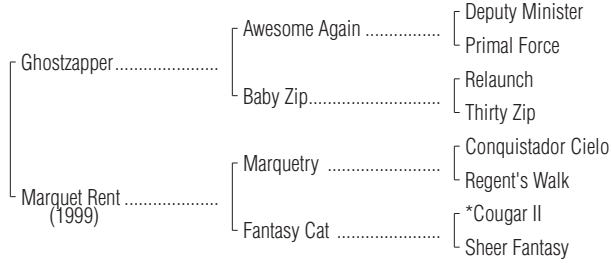 Deputy Minister
Awesome Again ..................
Primal Force
Ghostzapper......................
Relaunch
Baby Zip............................
Thirty Zip
Conquistador Cielo
Marquetry ........................
Regent's Walk
Marquet Rent ....................
(1999)
*Cougar II
Fantasy Cat ......................
Sheer Fantasy